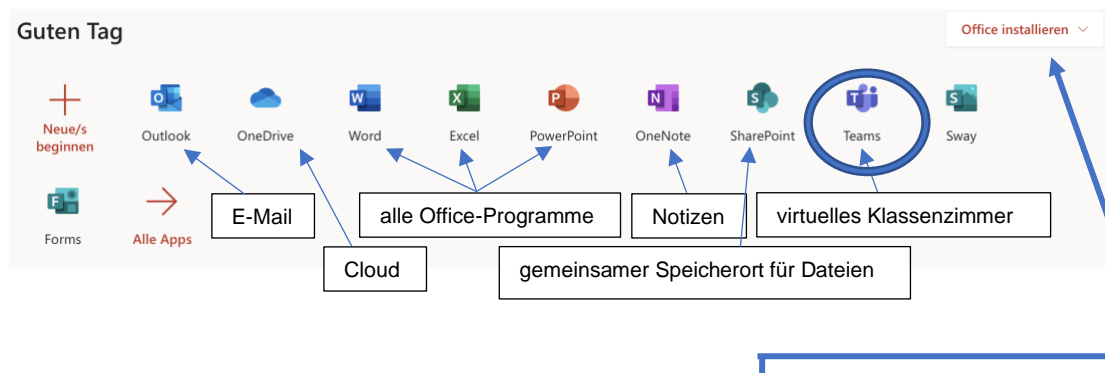 Guten Tag
Office installieren
Neue/s beginnen
Outlook
OneDrive
Word
Excel
PowerPoint
OneNote
SharePoint
Teams
Sway
Forms
Alle Apps
E-Mail
alle Office-Programme
Notizen
virtuelles Klassenzimmer
Cloud
gemeinsamer Speicherort für Dateien